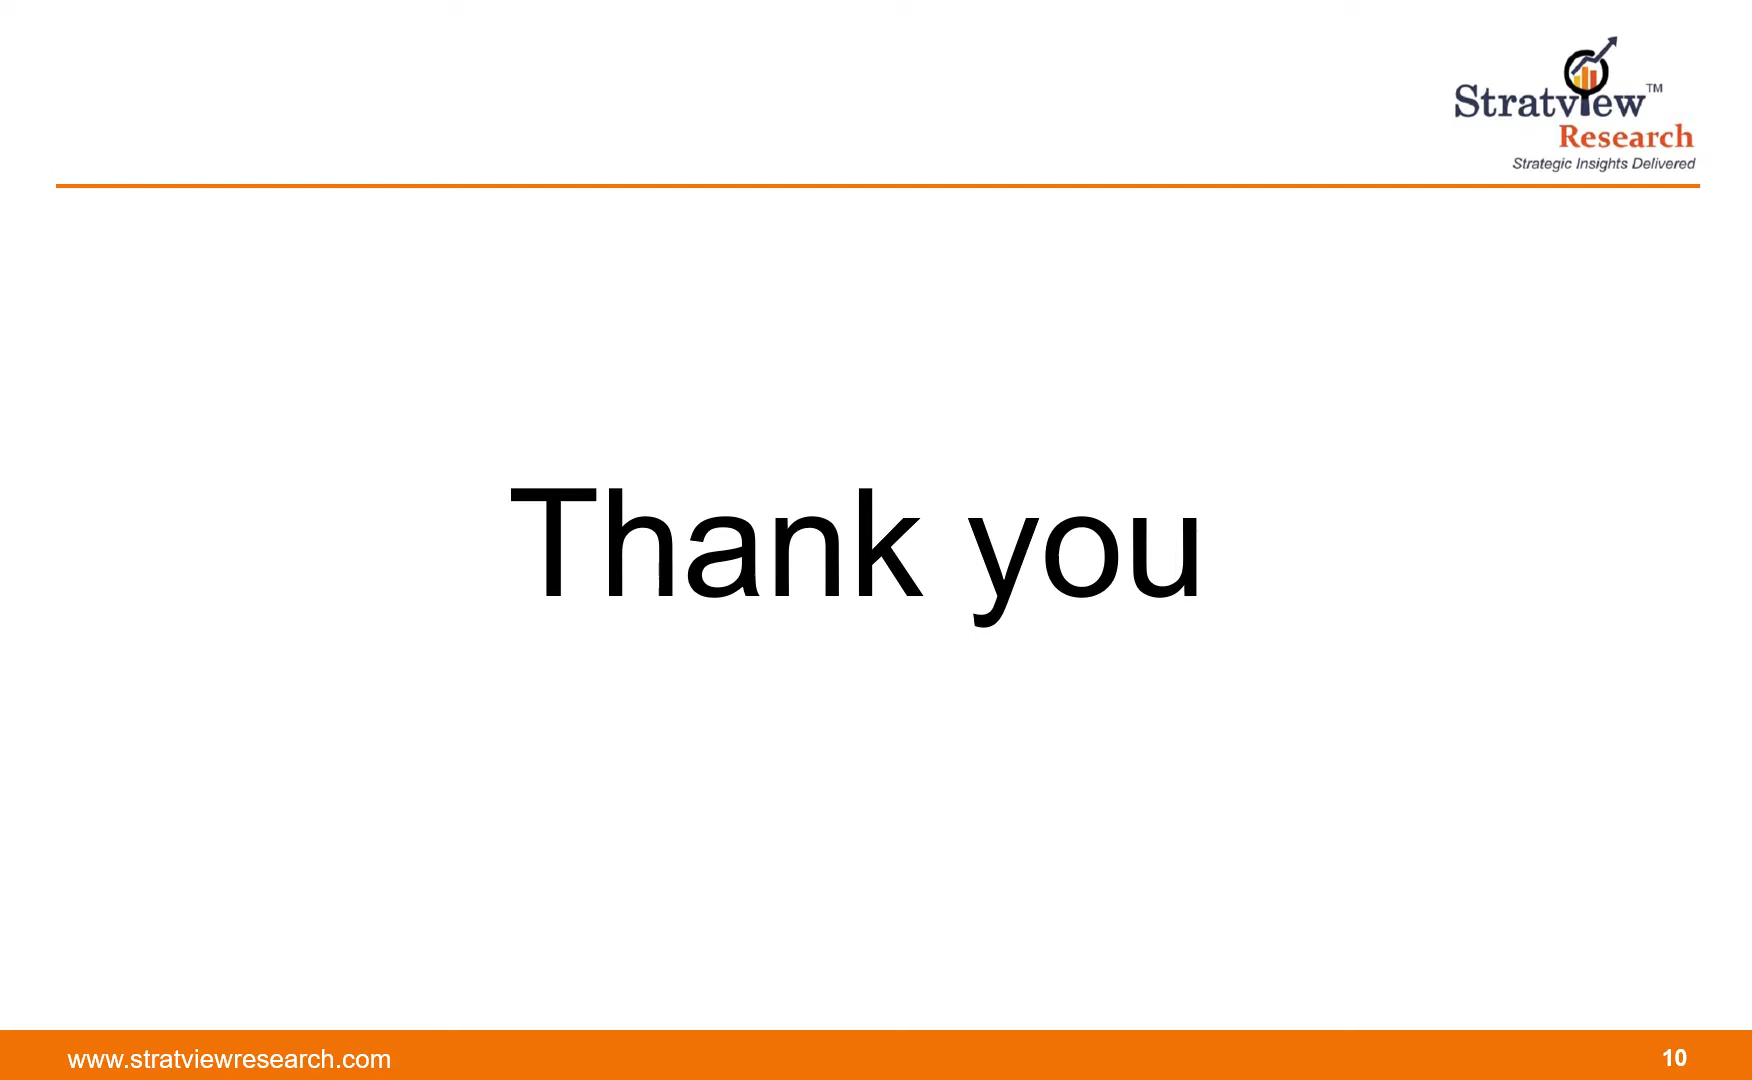 Stratview™
Research
Strategic Insights Delivered
Thank you
www.stratviewresearch.com
10